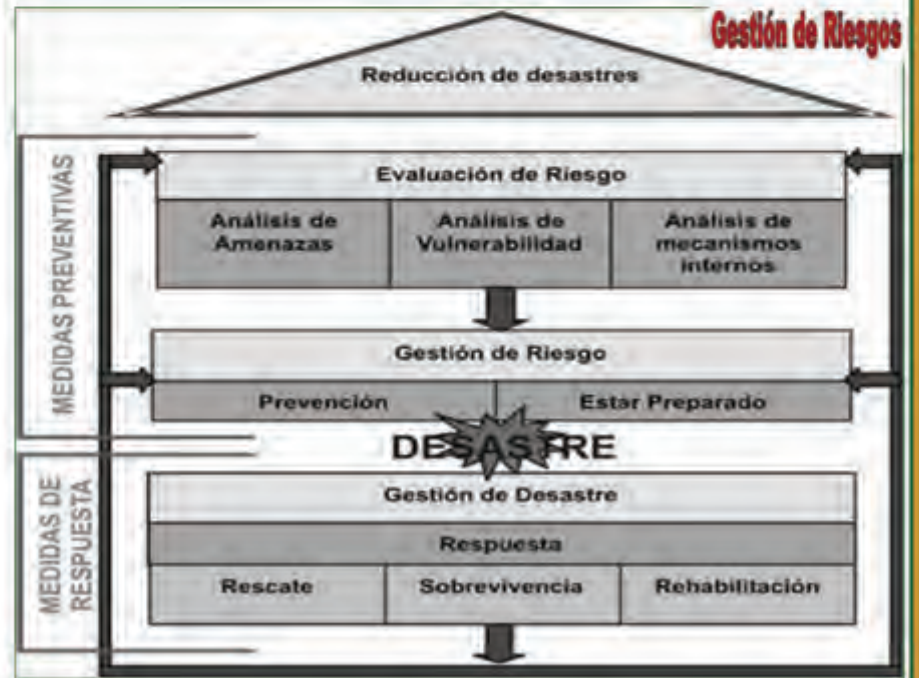 Gestión de Riesgos
Reducción de desastres
MEDIDAS PREVENTIVAS
Evaluación de Riesgo
Análisis de
Amenazas
Análisis de
Vulnerabilidad
Análisis de
mecanismos
internos
Gestión de Riesgo
Prevención
Estar Preparado
DESASTRE
MEDIDAS DE
RESPUESTA
Gestión de Desastre
Respuesta
Rescate
Sobrevivencia
Rehabilitación